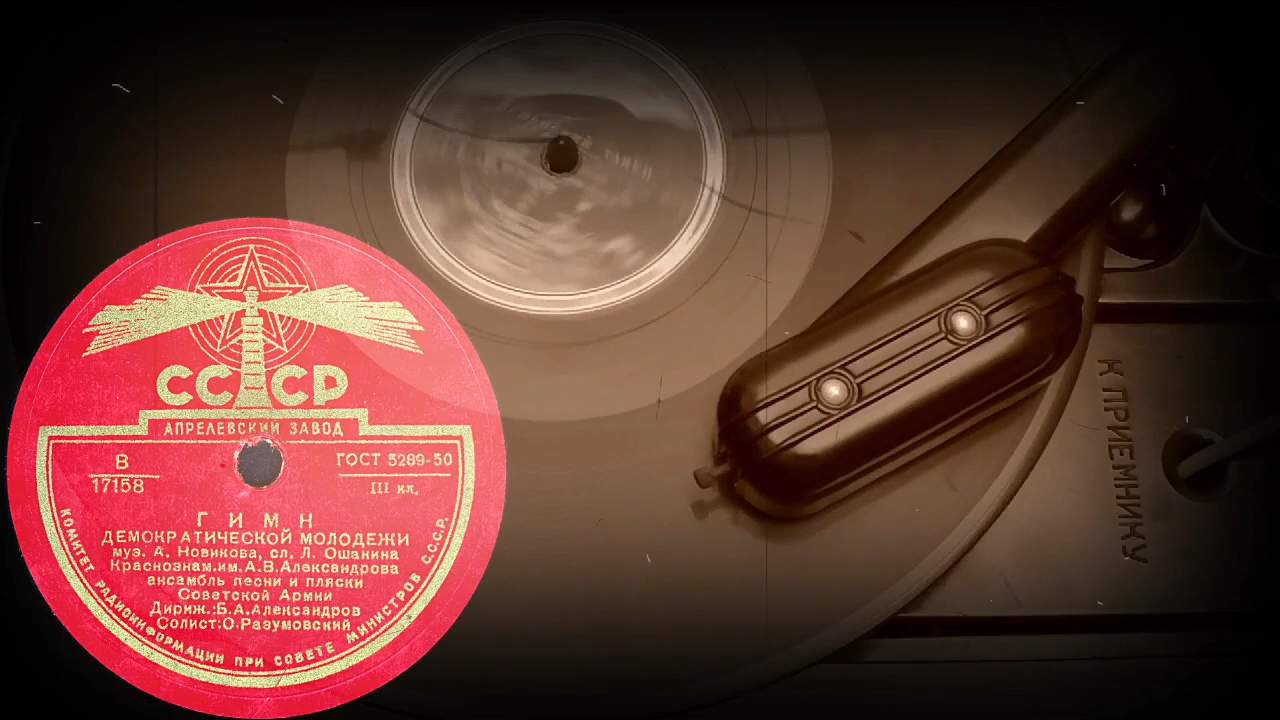 СССР
АПРЕЛЕВСКИЙ ЗАВОД
В
17158
ГОСТ 5289-50
III кл.
ГИМН
ДЕМОКРАТИЧЕСКОЙ МОЛОДЕЖИ
муз. А. Новикова, сл. Л. Ошанина
Краснознам.им.А.В.Александрова
ансамбль песни и пляски
Советской Армии
Дириж.:Б.А.Александров
Солист:О.Разумовский
КОМИТЕТ РАДИОИНФОРМАЦИИ ПРИ СОВЕТЕ МИНИСТРОВ С.С.С.Р.
К ПРИЕМНИКУ